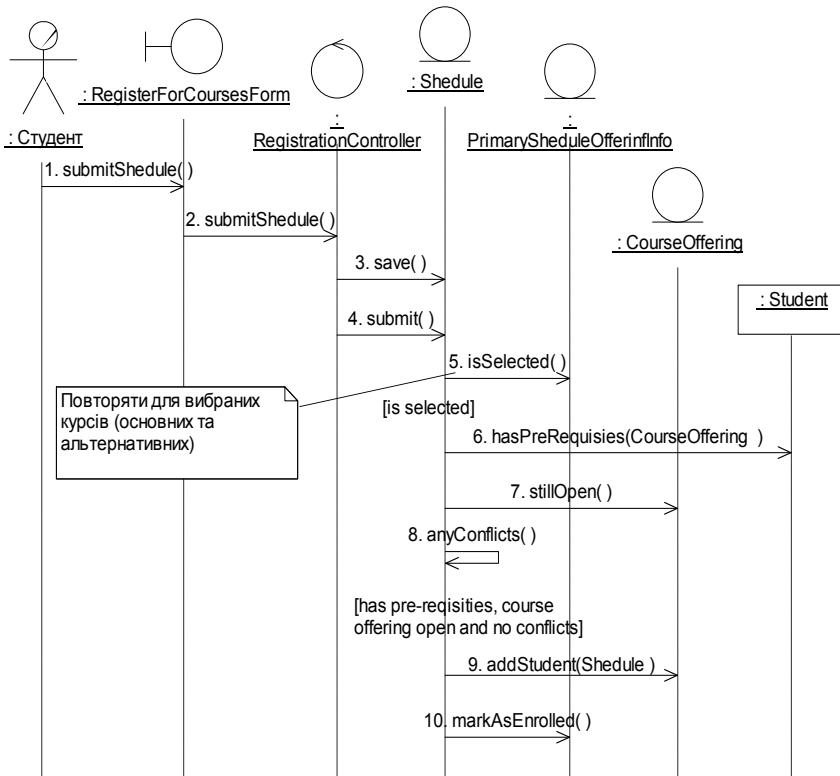 : Студент
: RegisterForCoursesForm
:
RegistrationController
: Shedule
:
PrimarySheduleOfferinfInfo
: CourseOffering
: Student
1. submitShedule( )
2. submitShedule( )
3. save( )
4. submit( )
5. isSelected( )
Повторяти для вибраних
курсів (основних та
альтернативних)
[is selected]
6. hasPreRequisies(CourseOffering )
7. stillOpen( )
8. anyConflicts( )
[has pre-reqisities, course
offering open and no conflicts]
9. addStudent(Shedule )
10. markAsEnrolled( )